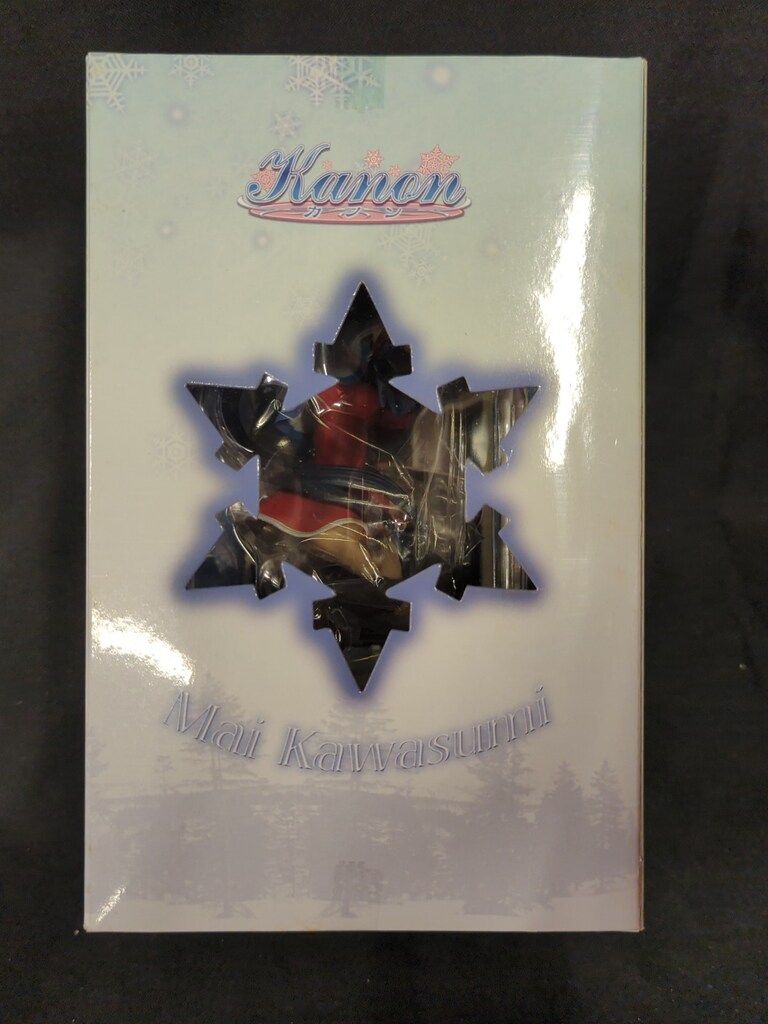 Kanon
カノン
Mai Kawasumi